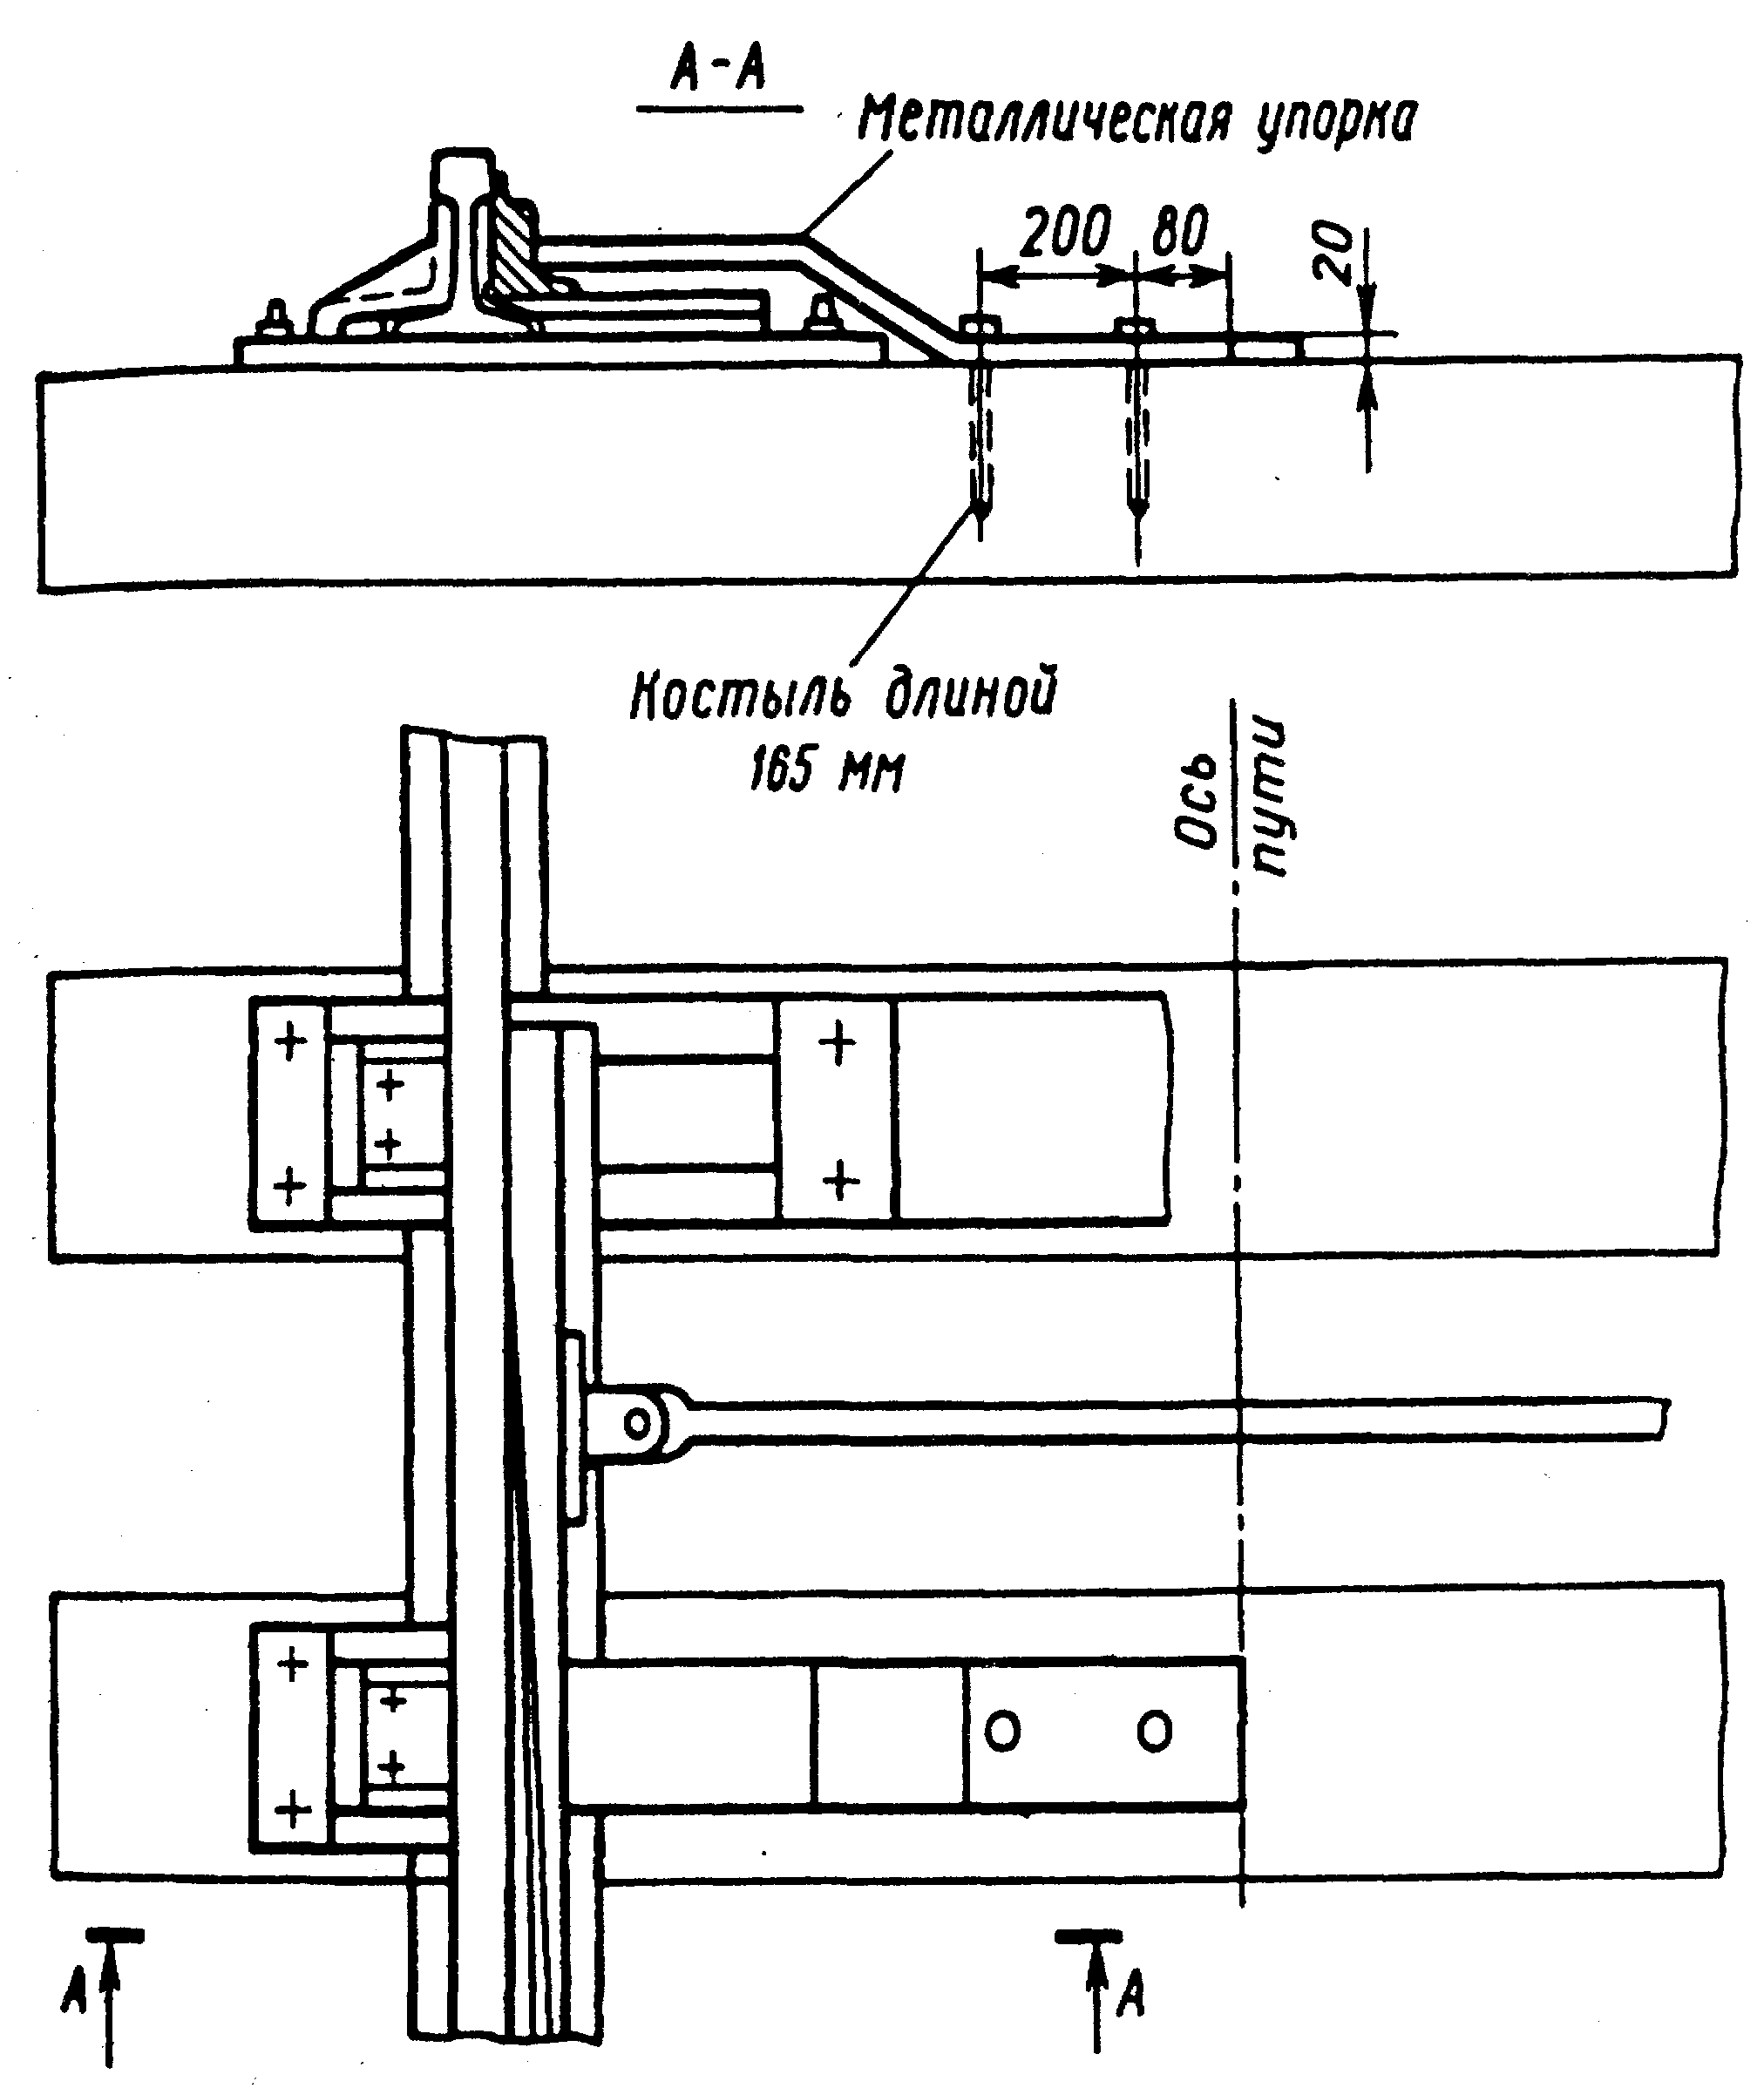 А-А
Металлическая упорка
200
80
20
Костыль длиной
165 мм
Ось
пути
А
А